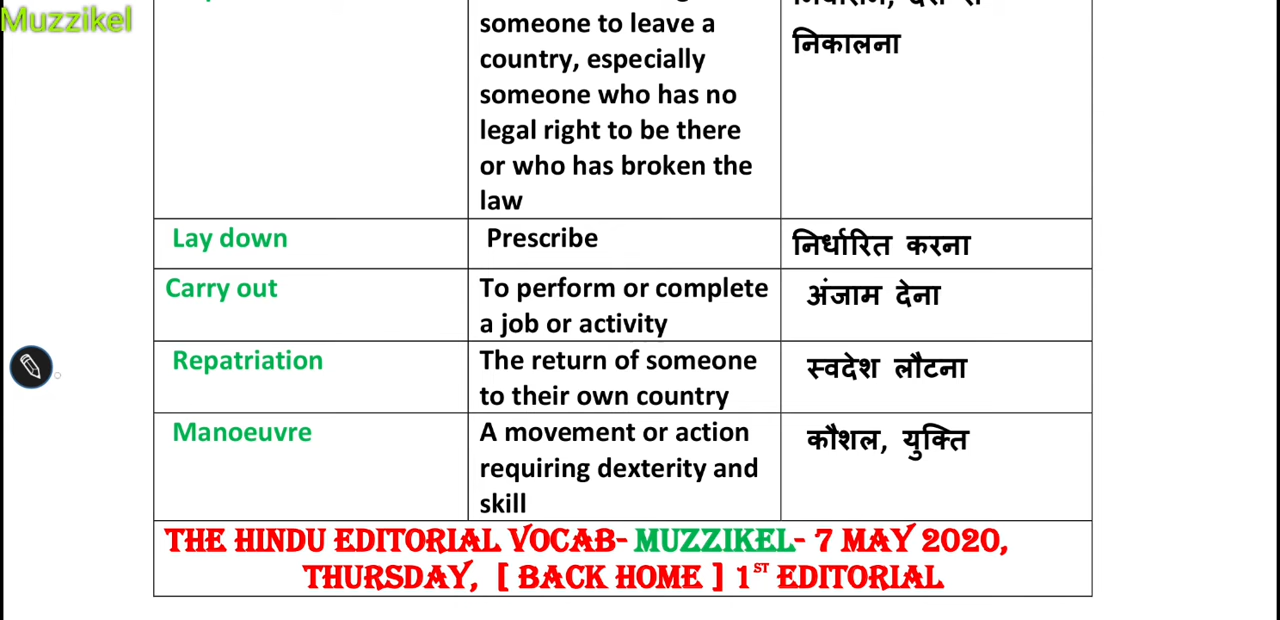 Muzzikel
someone to leave a
country, especially
someone who has no
legal right to be there
or who has broken the
law
निकालना
Lay down
Prescribe
निर्धारित करना
Carry out
To perform or complete
a job or activity
अंजाम देना
Repatriation
The return of someone
to their own country
स्वदेश लौटना
Manoeuvre
A movement or action
requiring dexterity and
skill
कौशल, युक्ति
THE HINDU EDITORIAL VOCAB- MUZZIKEL- 7 MAY 2020,
THURSDAY, [ BACK HOME ] 1ST EDITORIAL